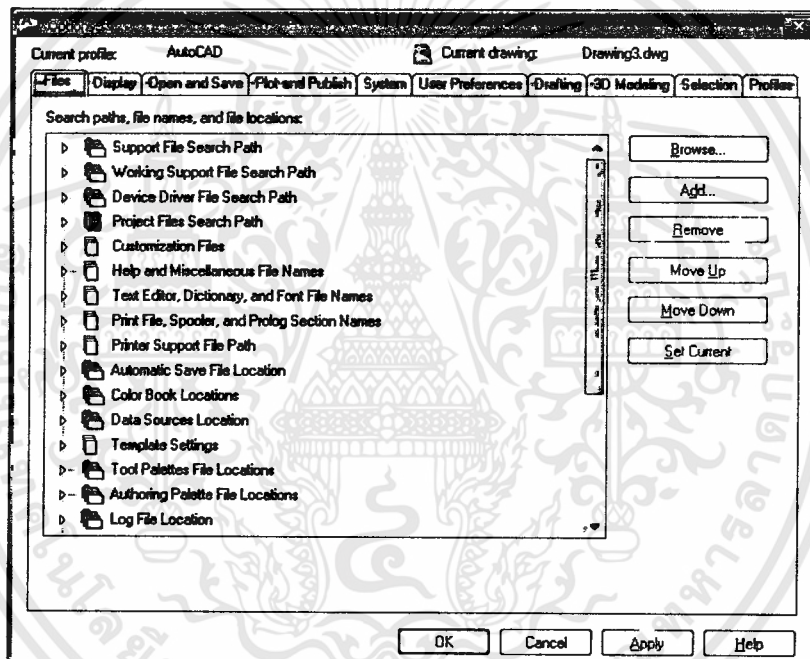 Current profile: AutoCAD Current drawing: Drawing3.dwg
Files Display Open and Save Plot and Publish System User Preferences Drafting 3D Modeling Selection Profiles
Search paths, file names, and file locations:
Support File Search Path
Working Support File Search Path
Device Driver File Search Path
Project Files Search Path
Customization Files
Help and Miscellaneous File Names
Text Editor, Dictionary, and Font File Names
Print File, Spooler, and Prolog Section Names
Printer Support File Path
Automatic Save File Location
Color Book Locations
Data Sources Location
Template Settings
Tool Palettes File Locations
Authoring Palette File Locations
Log File Location
Browse...
Add...
Remove
Move Up
Move Down
Set Current
OK Cancel Apply Help